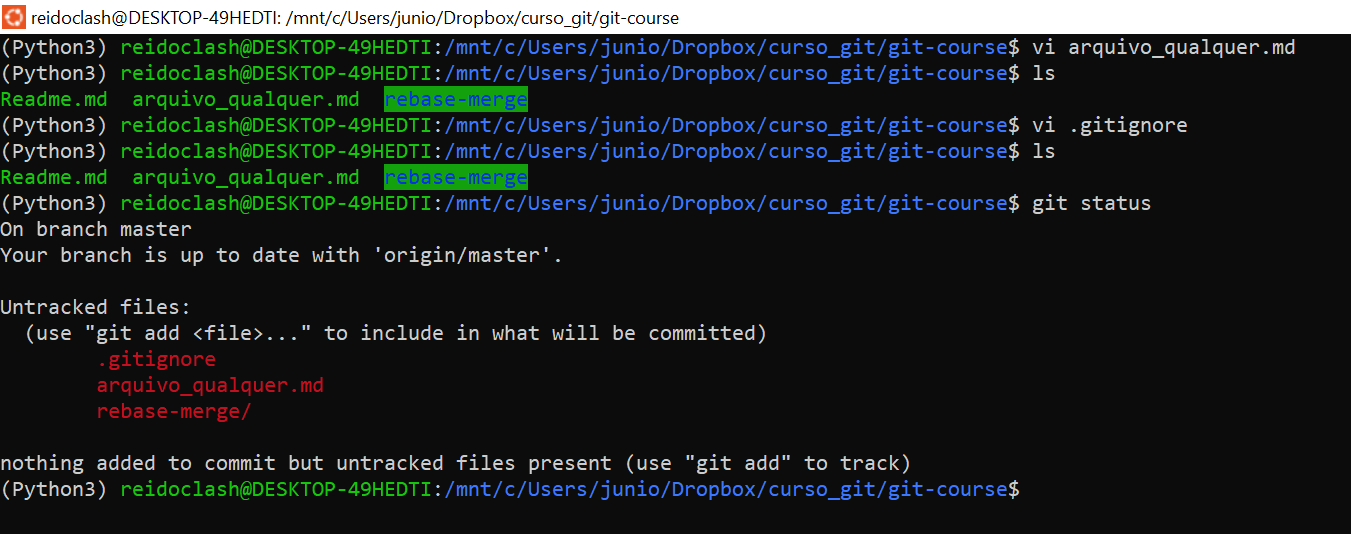 reidoclash@DESKTOP-49HEDTI: /mnt/c/Users/junio/Dropbox/curso_git/git-course
(Python3) reidoclash@DESKTOP-49HEDTI:/mnt/c/Users/junio/Dropbox/curso_git/git-course$ vi arquivo_qualquer.md
(Python3) reidoclash@DESKTOP-49HEDTI:/mnt/c/Users/junio/Dropbox/curso_git/git-course$ ls
Readme.md  arquivo_qualquer.md  rebase-merge
(Python3) reidoclash@DESKTOP-49HEDTI:/mnt/c/Users/junio/Dropbox/curso_git/git-course$ vi .gitignore
(Python3) reidoclash@DESKTOP-49HEDTI:/mnt/c/Users/junio/Dropbox/curso_git/git-course$ ls
Readme.md  arquivo_qualquer.md  rebase-merge
(Python3) reidoclash@DESKTOP-49HEDTI:/mnt/c/Users/junio/Dropbox/curso_git/git-course$ git status
On branch master
Your branch is up to date with 'origin/master'.
Untracked files:
  (use "git add <file>..." to include in what will be committed)
        .gitignore
        arquivo_qualquer.md
        rebase-merge/
nothing added to commit but untracked files present (use "git add" to track)
(Python3) reidoclash@DESKTOP-49HEDTI:/mnt/c/Users/junio/Dropbox/curso_git/git-course$